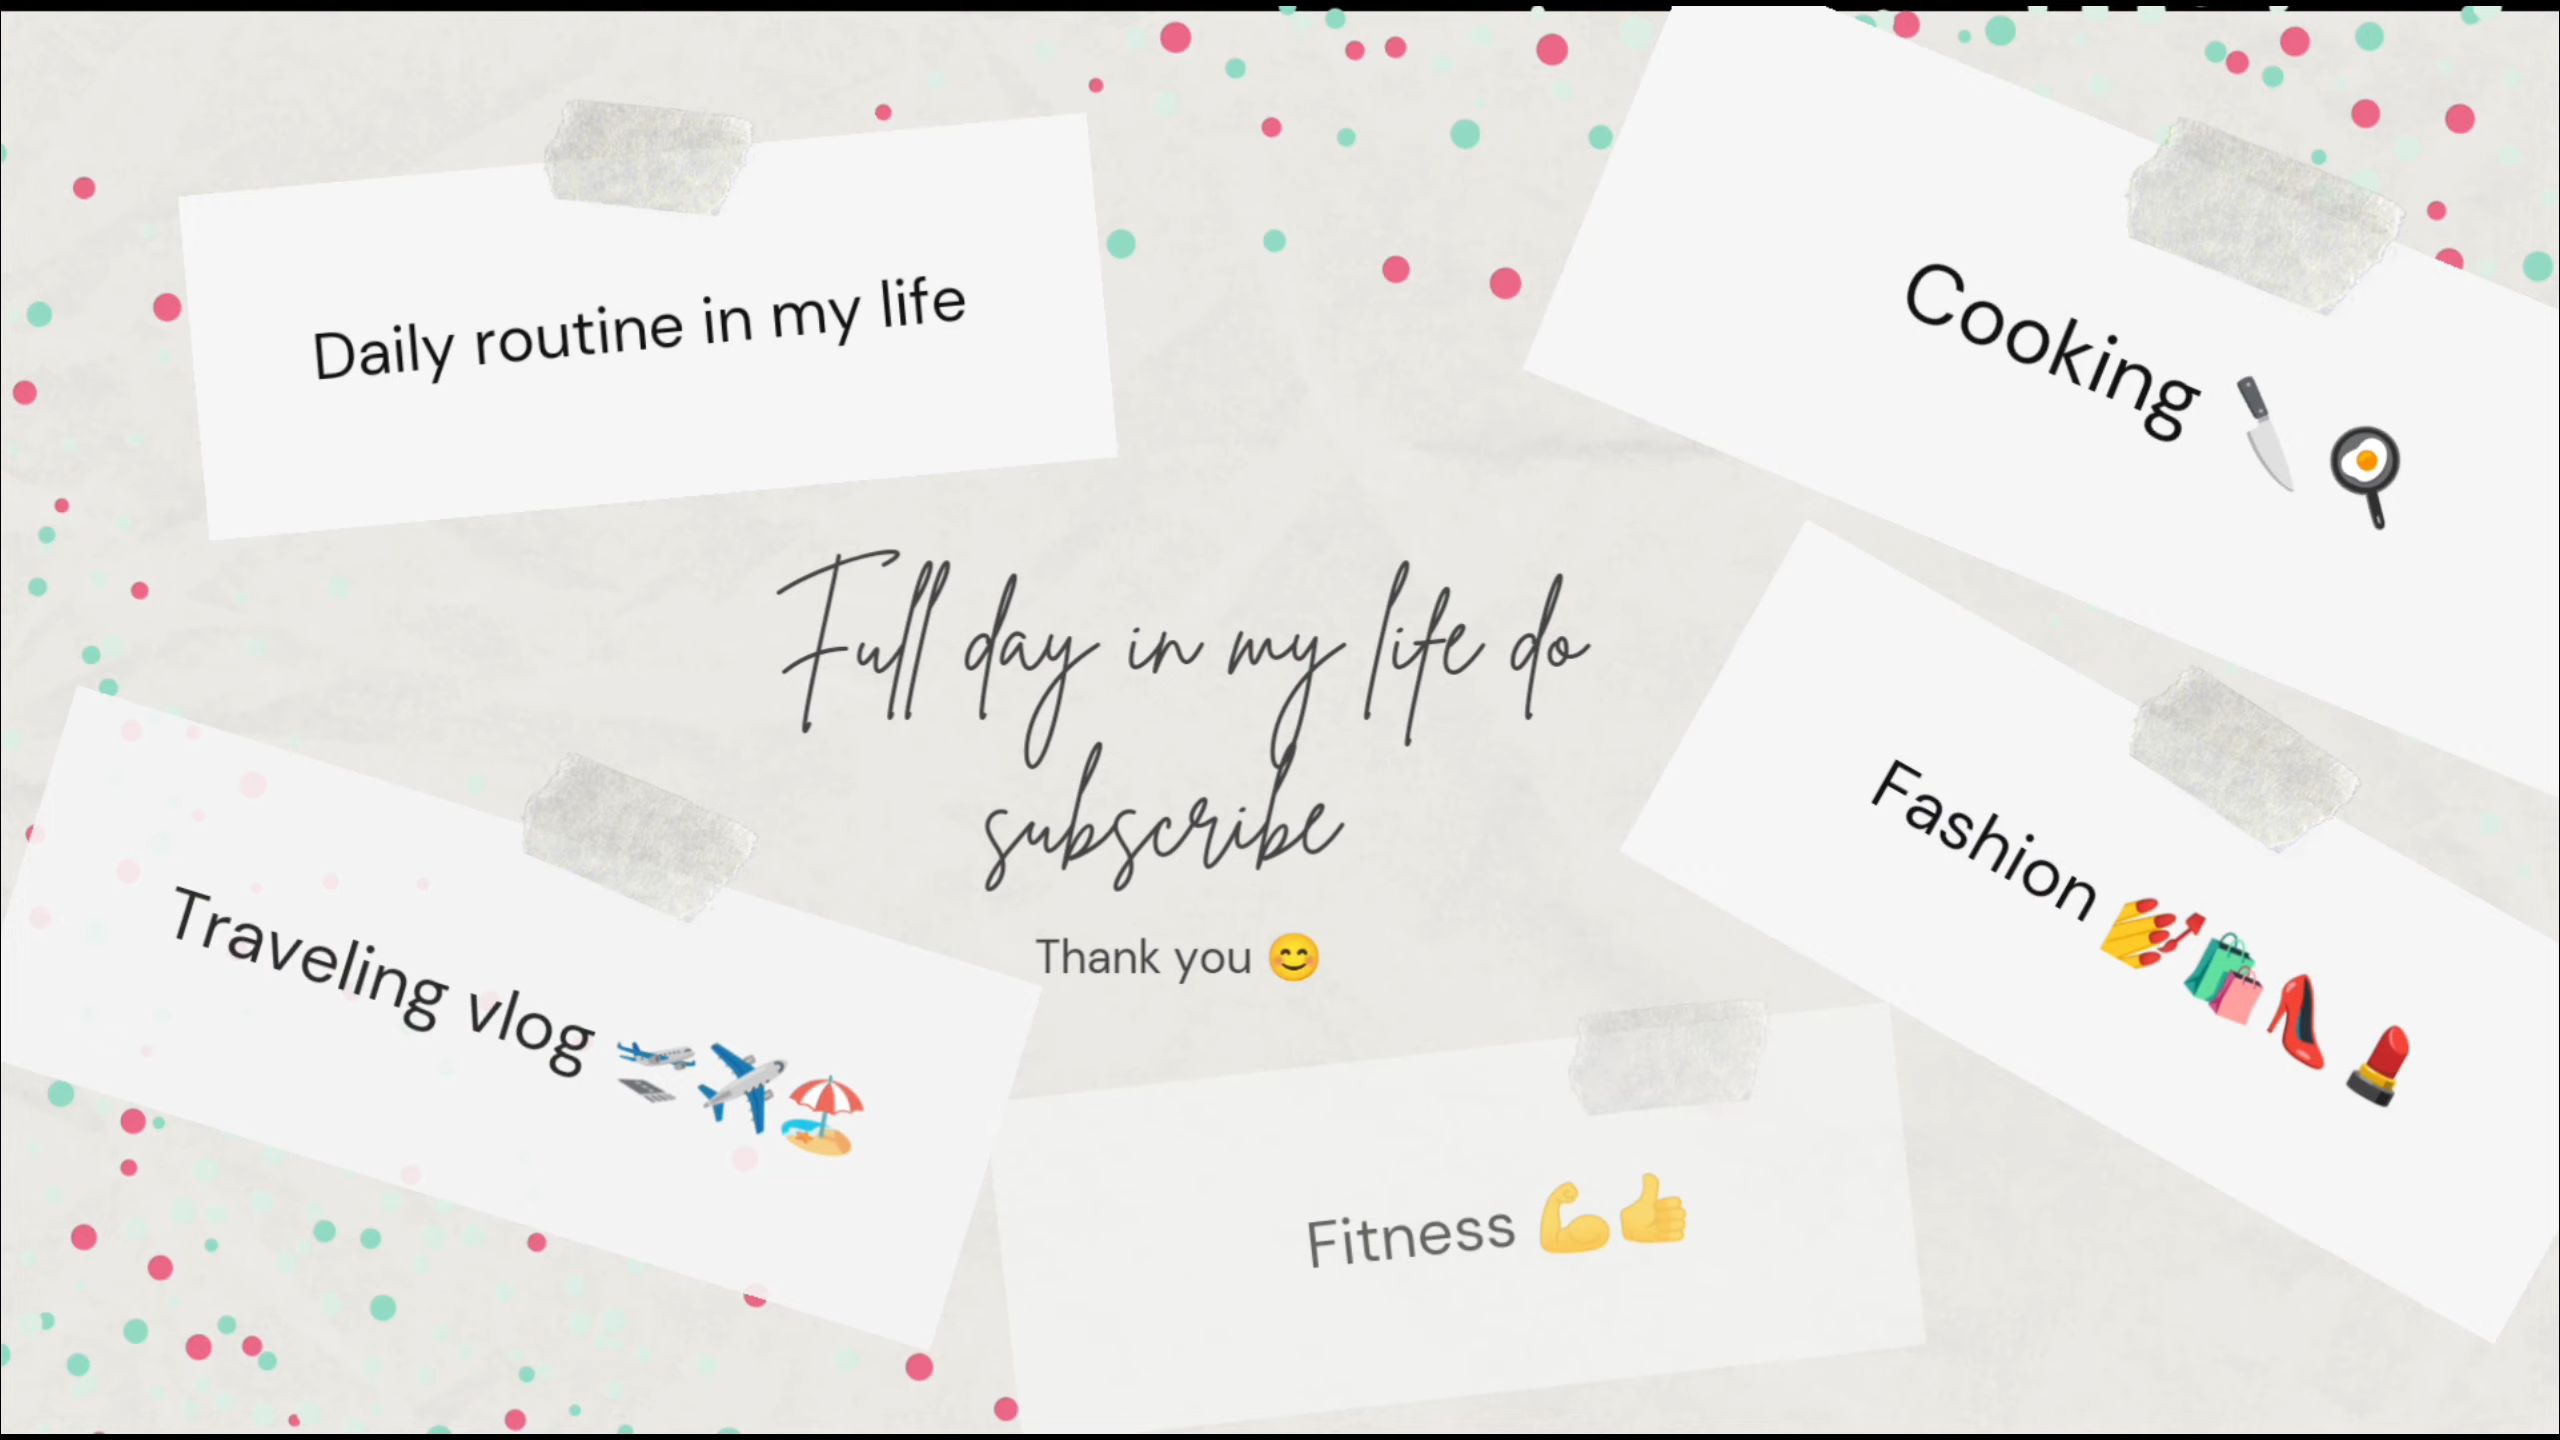 Daily routine in my life
Cooking 🔪 🍳
Full day in my life do
subscribe
Thank you 😊
Fashion 💅🛍️👠 💄
Traveling vlog 🛫✈️🏖️
Fitness 💪👍